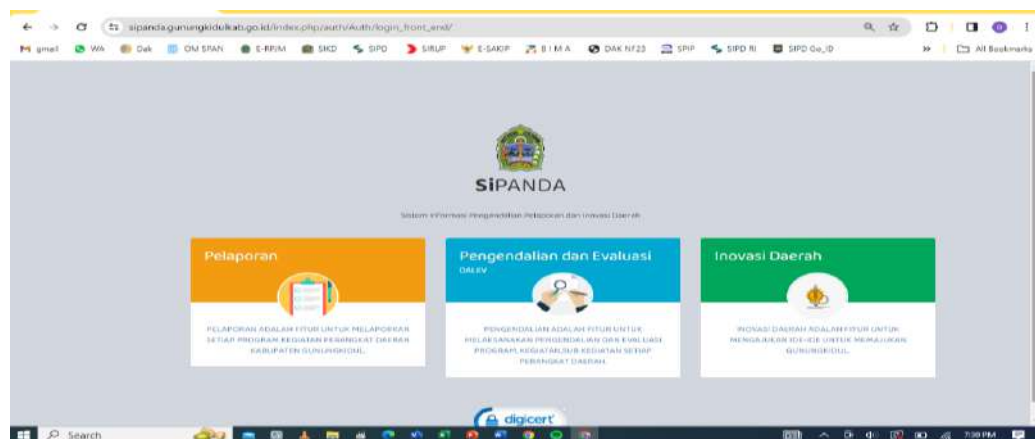 sipanda.gunungkidulkab.go.id/index.php/auth/Auth/login_front_end/
gmail WA Dak OM SPAN E-RPJM SIKD SIPD SIRUP E-SAKIP B I M A DAK NF23 SPIP SIPD RI SIPD Go_ID » All Bookmarks
SiPANDA
Sistem Informasi Pengendalian Pelaporan dan Inovasi Daerah
Pelaporan
PELAPORAN ADALAH FITUR UNTUK MELAPORKAN
SETIAP PROGRAM KEGIATAN PERANGKAT DAERAH
KABUPATEN GUNUNGKIDUL.
Pengendalian dan Evaluasi
DALEV
PENGENDALIAN ADALAH FITUR UNTUK
MELAKSANAKAN PENGENDALIAN DAN EVALUASI
PROGRAM, KEGIATAN,SUB KEGIATAN SETIAP
PERANGKAT DAERAH.
Inovasi Daerah
INOVASI DAERAH ADALAH FITUR UNTUK
MENGAJUKAN IDE-IDE UNTUK MEMAJUKAN
GUNUNGKIDUL.
digicert
Search
7:00 PM